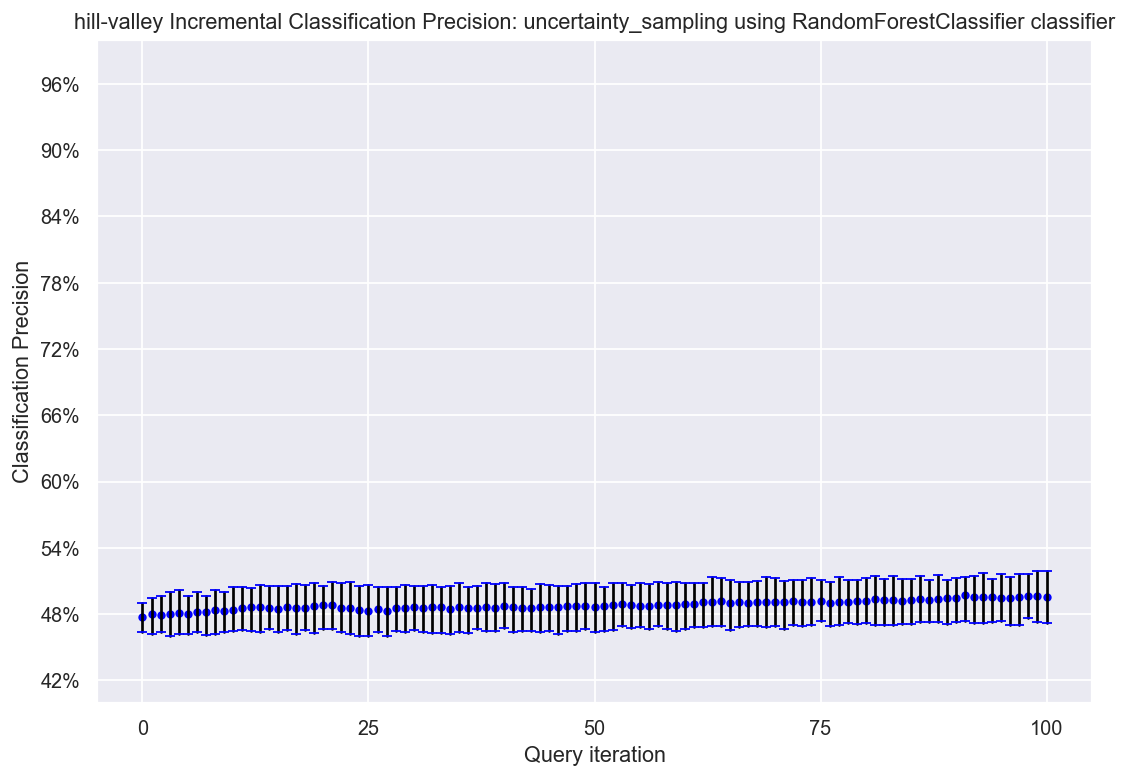 hill-valley Incremental Classification Precision: uncertainty_sampling using RandomForestClassifier classifier
96%
90%
84%
78%
72%
66%
60%
54%
48%
42%
Classification Precision
0 25 50 75 100
Query iteration